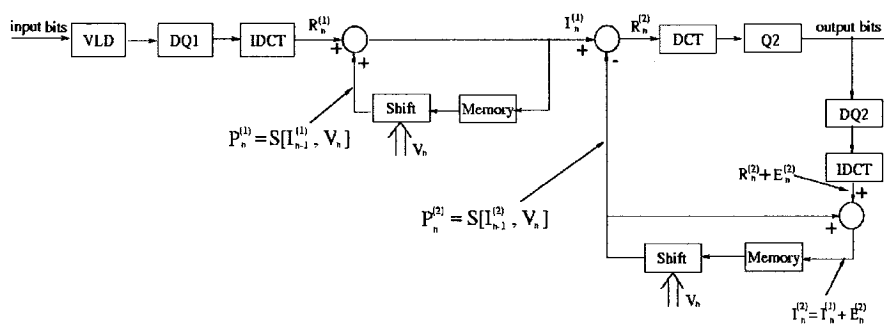 input bits
VLD
DQ1
IDCT
R_n^(1)
+
+
Shift
Memory
V_n
P_n^(1) = S[I_n-1^(1), V_n]
I_n^(1)
+
-
R_n^(2)
DCT
Q2
output bits
DQ2
IDCT
R_n^(2) + E_n^(2)
+
+
P_n^(2) = S[I_n-1^(2), V_n]
Shift
Memory
V_n
I_n^(2) = I_n^(1) + E_n^(2)